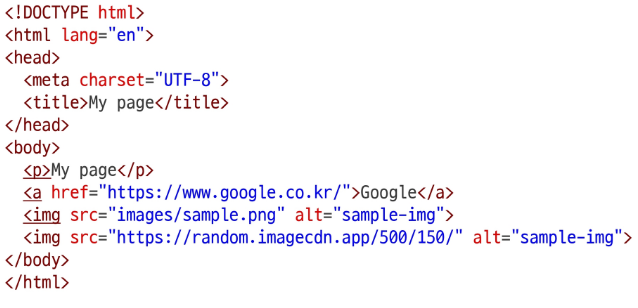 <!DOCTYPE html>
<html lang="en">
<head>
<meta charset="UTF-8">
<title>My page</title>
</head>
<body>
<p>My page</p>
<a href="https://www.google.co.kr/">Google</a>
<img src="images/sample.png" alt="sample-img">
<img src="https://random.imagecdn.app/500/150/" alt="sample-img">
</body>
</html>